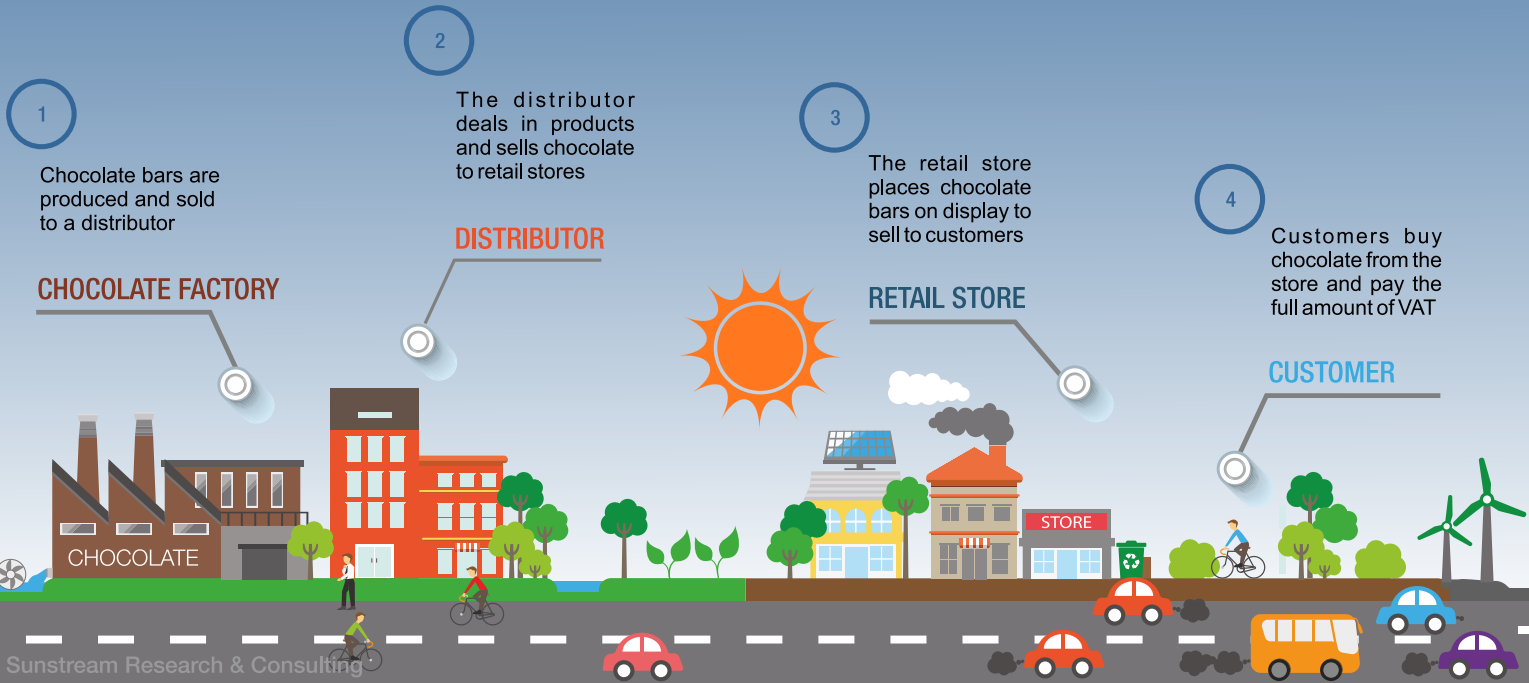 1
Chocolate bars are
produced and sold
to a distributor
CHOCOLATE FACTORY
2
The distributor
deals in products
and sells chocolate
to retail stores
DISTRIBUTOR
3
The retail store
places chocolate
bars on display to
sell to customers
RETAIL STORE
4
Customers buy
chocolate from the
store and pay the
full amount of VAT
CUSTOMER
CHOCOLATE
STORE
Sunstream Research & Consulting